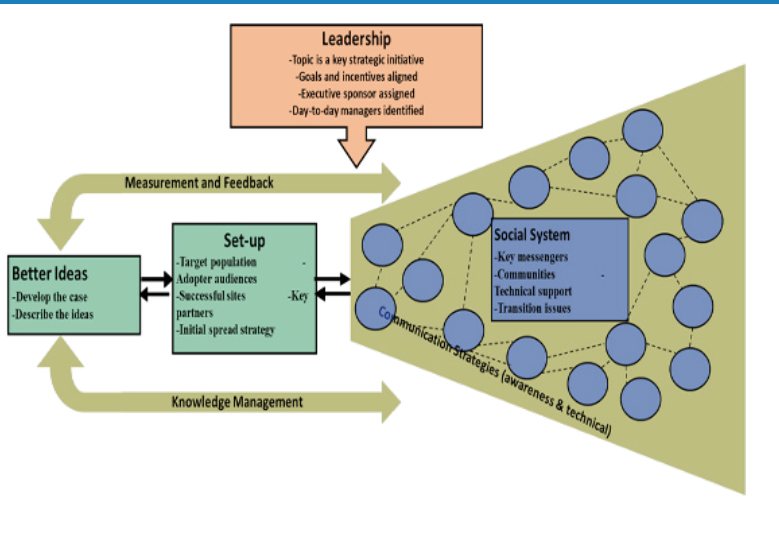 Leadership
-Topic is a key strategic initiative
-Goals and incentives aligned
-Executive sponsor assigned
-Day-to-day managers identified
Measurement and Feedback
Better Ideas
-Develop the case
-Describe the ideas
Set-up
-Target population -
Adopter audiences
-Successful sites -Key
partners
-Initial spread strategy
Social System
-Key messengers
-Communities -
Technical support
-Transition issues
Communication Strategies (awareness & technical)
Knowledge Management